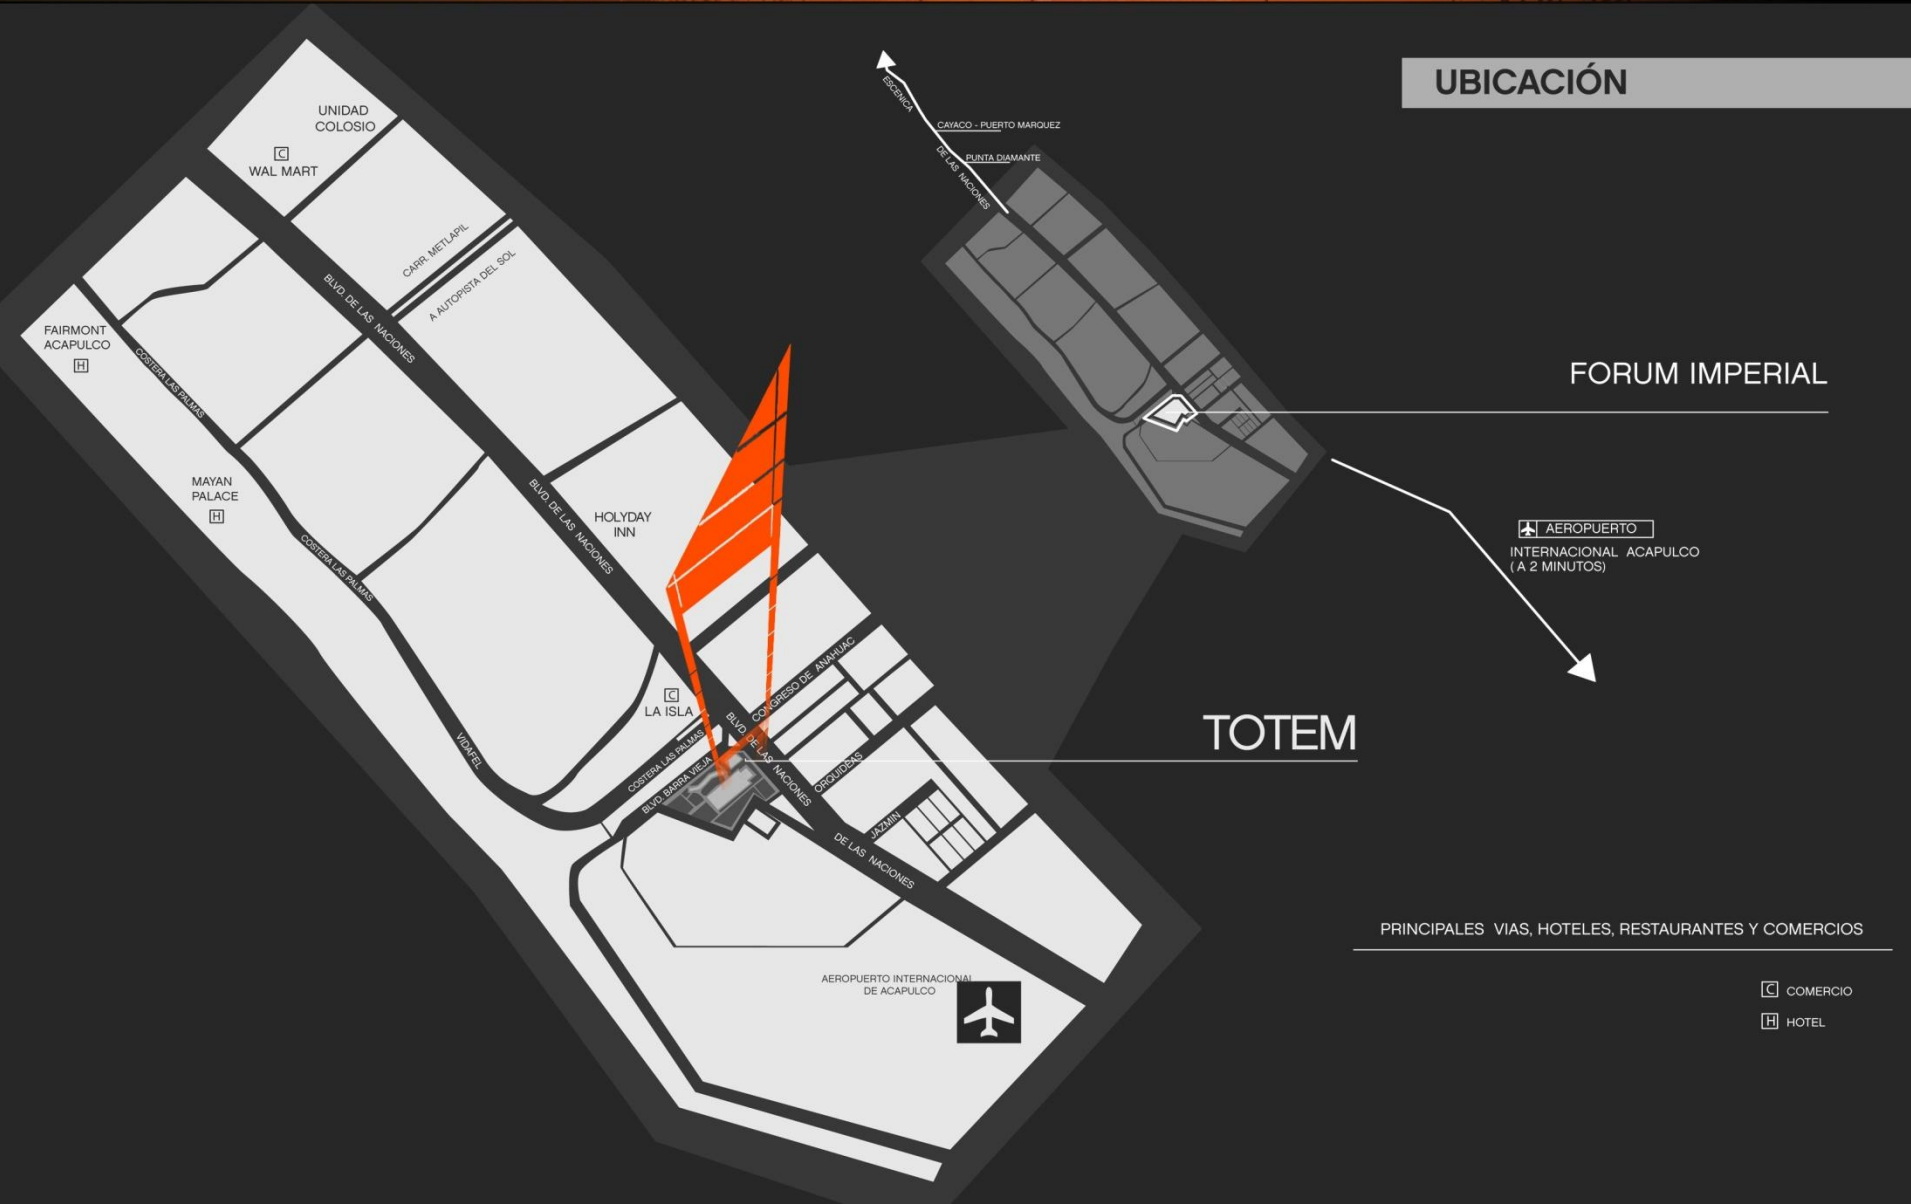 UBICACIÓN
ESCENICA
CAYACO - PUERTO MARQUEZ
PUNTA DIAMANTE
DE LAS NACIONES
FORUM IMPERIAL
AEROPUERTO
INTERNACIONAL ACAPULCO
( A 2 MINUTOS)
UNIDAD
COLOSIO
C
WAL MART
CARR. METLAPIL
A AUTOPISTA DEL SOL
BLVD. DE LAS NACIONES
FAIRMONT
ACAPULCO
H
COSTERA LAS PALMAS
MAYAN
PALACE
H
COSTERA LAS PALMAS
BLVD. DE LAS NACIONES
HOLYDAY
INN
VIDAFEL
C
LA ISLA
CONGRESO DE ANAHUAC
COSTERA LAS PALMAS
BLVD. BARRA VIEJA
BLVD. DE LAS NACIONES
ORQUIDEAS
JAZMIN
DE LAS NACIONES
TOTEM
AEROPUERTO INTERNACIONAL
DE ACAPULCO
PRINCIPALES VIAS, HOTELES, RESTAURANTES Y COMERCIOS
C COMERCIO
H HOTEL